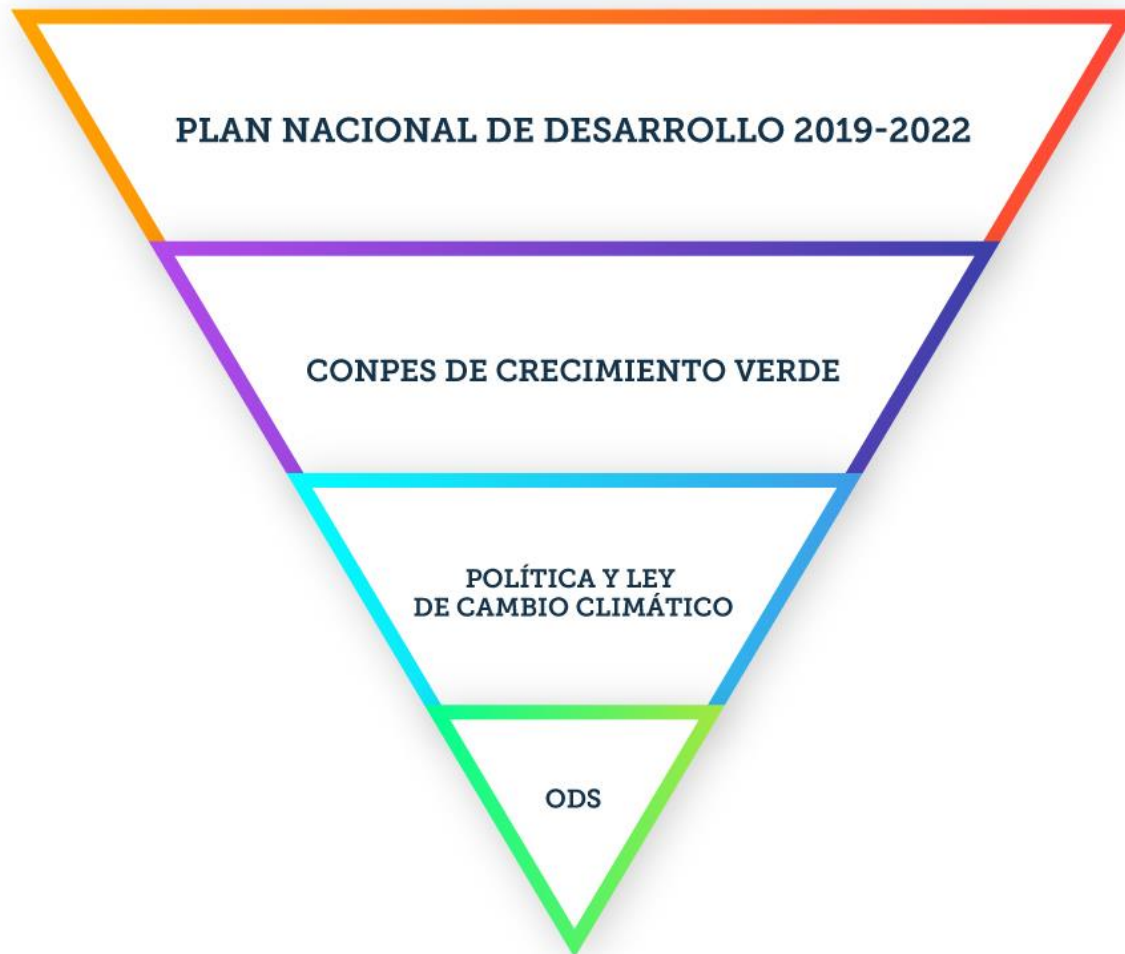 PLAN NACIONAL DE DESARROLLO 2019-2022
CONPES DE CRECIMIENTO VERDE
POLÍTICA Y LEY
DE CAMBIO CLIMÁTICO
ODS